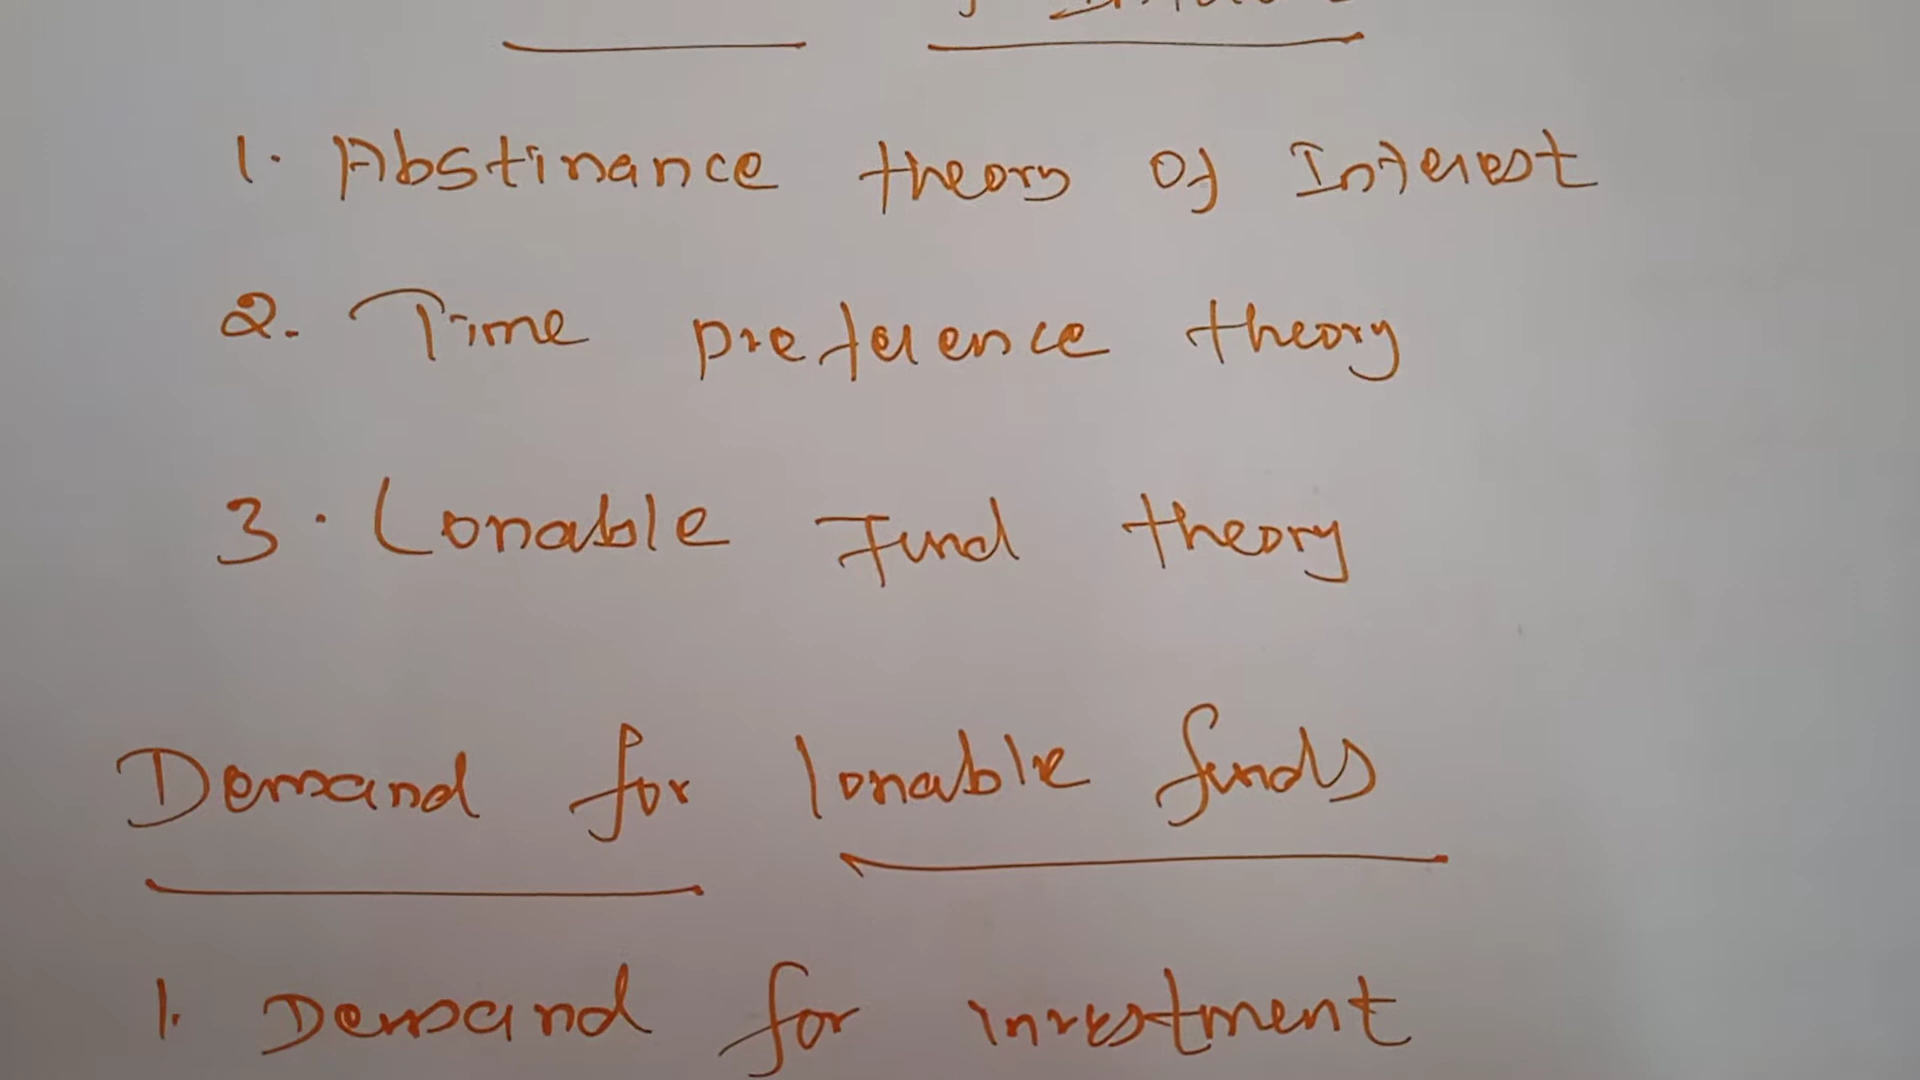 1. Abstinance theory of Interest
2. Time preference theory
3. Lonable Fund theory
Demand for lonable funds
1. Demand for investment